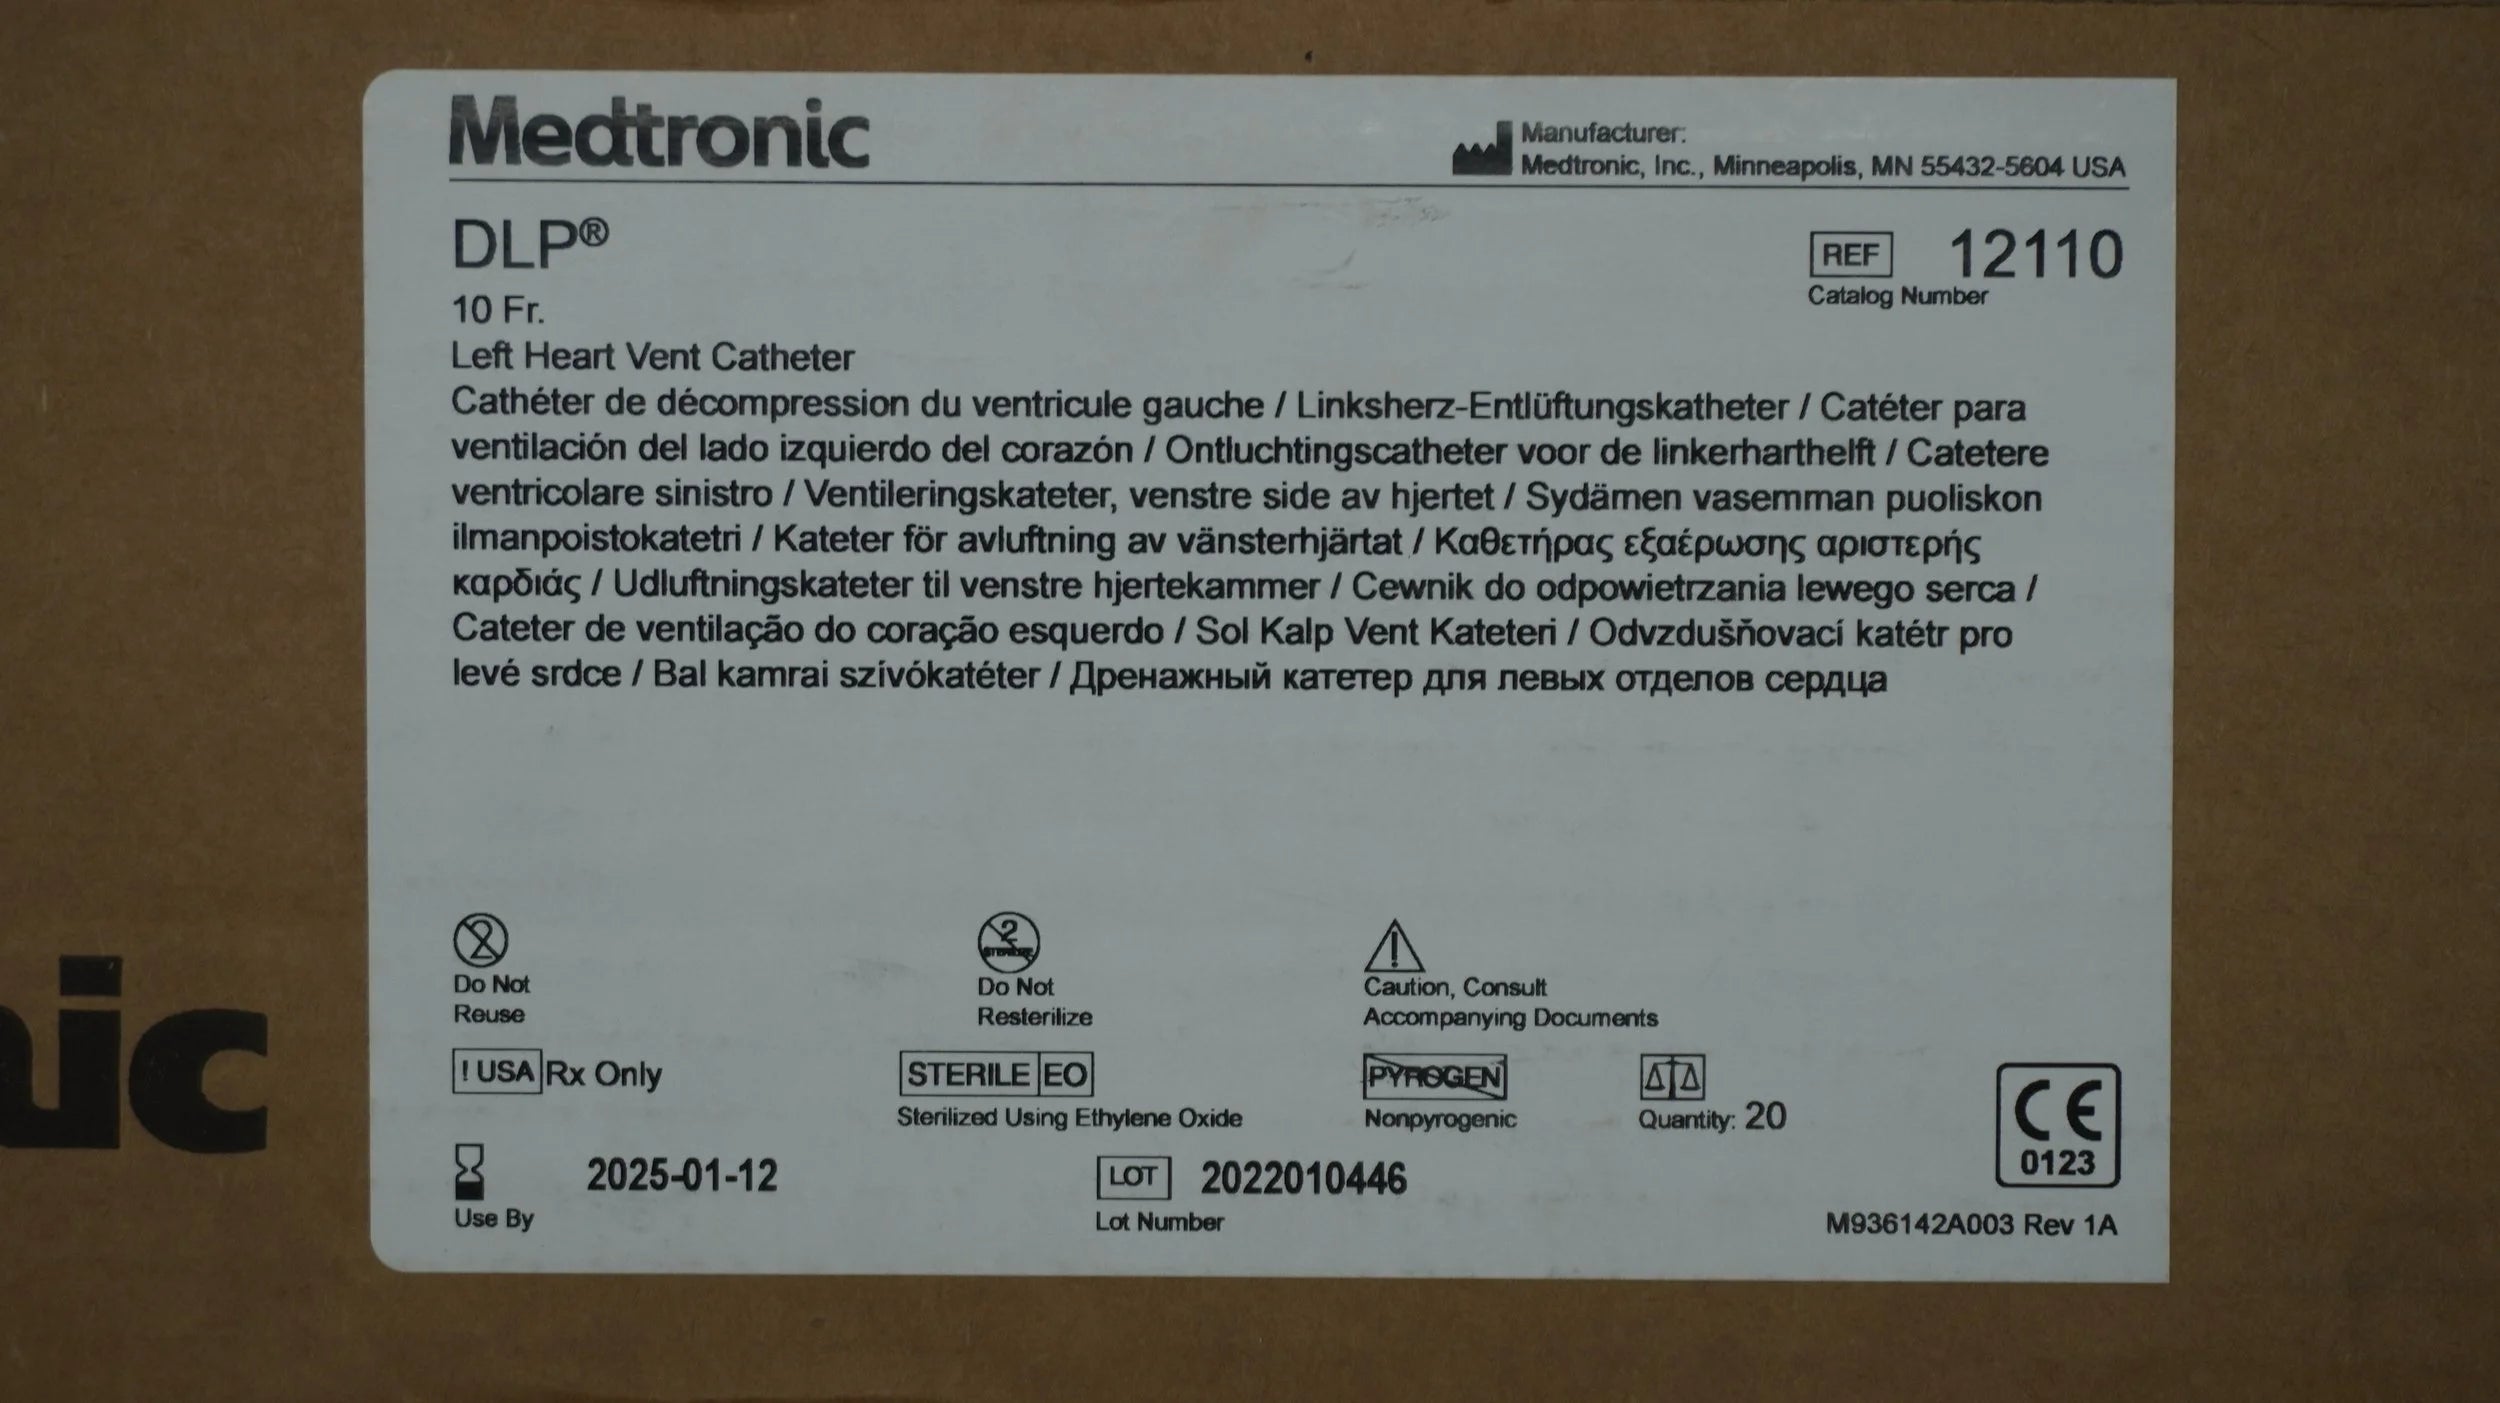 Medtronic
Manufacturer:
Medtronic, Inc., Minneapolis, MN 55432-5604 USA
DLP®
REF 12110
Catalog Number
10 Fr.
Left Heart Vent Catheter
Cathéter de décompression du ventricule gauche / Linksherz-Entlüftungskatheter / Catéter para
ventilación del lado izquierdo del corazón / Ontluchtingscatheter voor de linkerharthelft / Catetere
ventricolare sinistro / Ventileringskateter, venstre side av hjertet / Sydämen vasemman puoliskon
ilmanpoistokatetri / Kateter för avluftning av vänsterhjärtat / Καθετήρας εξαέρωσης αριστερής
καρδιάς / Udluftningskateter til venstre hjertekammer / Cewnik do odpowietrzania lewego serca /
Cateter de ventilação do coração esquerdo / Sol Kalp Vent Kateteri / Odvzdušňovací katétr pro
levé srdce / Bal kamrai szívókatéter / Дренажный катетер для левых отделов сердца
2
Do Not
Reuse
2
STERILIZE
Do Not
Resterilize
!
Caution, Consult
Accompanying Documents
! USA Rx Only
STERILE EO
Sterilized Using Ethylene Oxide
PYROGEN
Nonpyrogenic
Quantity: 20
CE
0123
2025-01-12
Use By
LOT 2022010446
Lot Number
M936142A003 Rev 1A
nic